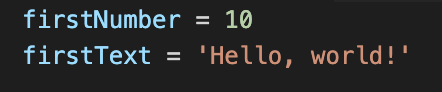 firstNumber = 10
firstText = 'Hello, world!'